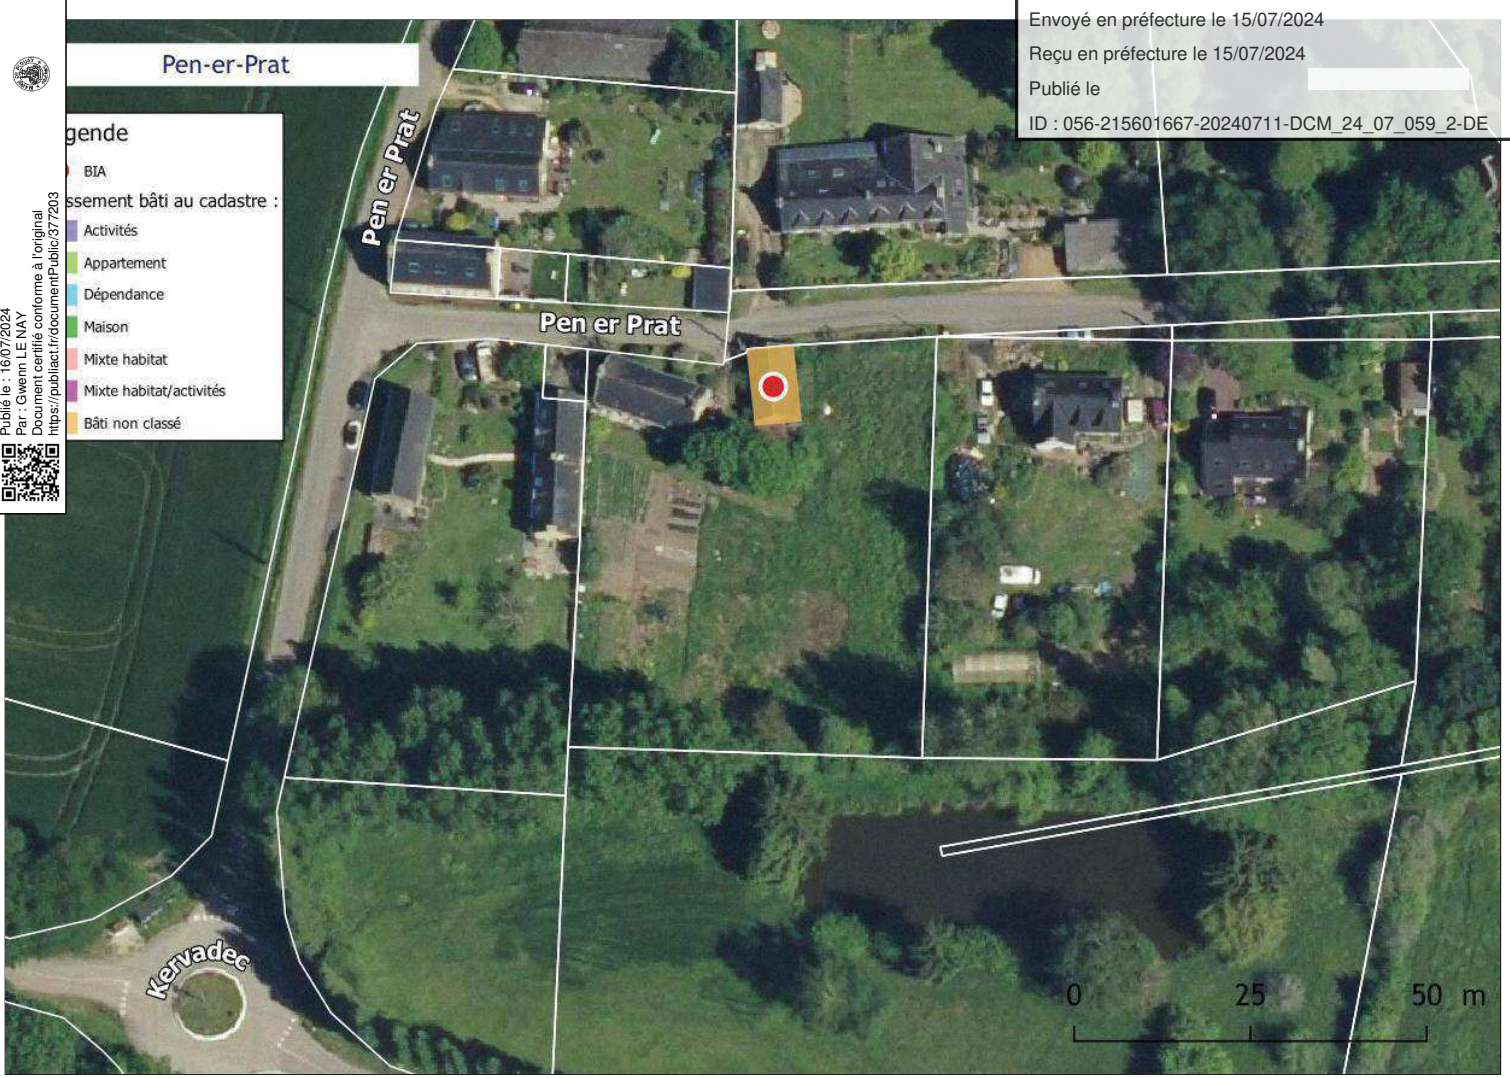 Envoyé en préfecture le 15/07/2024
Reçu en préfecture le 15/07/2024
Publié le
ID : 056-215601667-20240711-DCM_24_07_059_2-DE
Pen-er-Prat
gende
BIA
ssement bâti au cadastre :
Activités
Appartement
Dépendance
Maison
Mixte habitat
Mixte habitat/activités
Bâti non classé
Publié le : 16/07/2024
Par : Gwenn LE NAY
Document certifié conforme à l'original
https://publiact.fr/documentPublic/377203
Pen er Prat
Pen er Prat
Kervadec
0 25 50 m